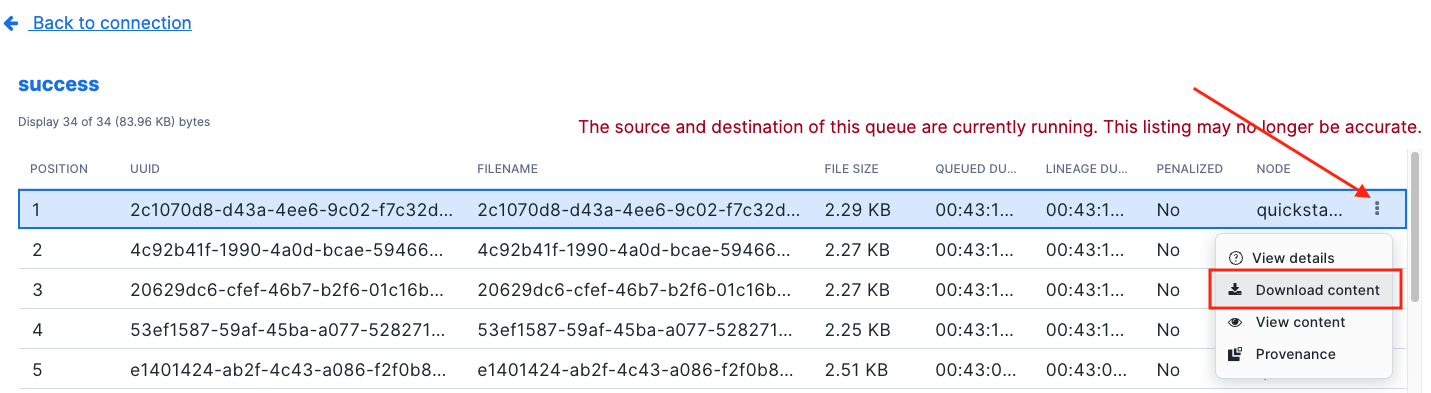 Back to connection
success
Display 34 of 34 (83.96 KB) bytes
The source and destination of this queue are currently running. This listing may no longer be accurate.
POSITION UUID FILENAME FILE SIZE QUEUED DU... LINEAGE DU... PENALIZED NODE
1 2c1070d8-d43a-4ee6-9c02-f7c32d... 2c1070d8-d43a-4ee6-9c02-f7c32d... 2.29 KB 00:43:1... 00:43:1... No quicksta...
2 4c92b41f-1990-4a0d-bcae-59466... 4c92b41f-1990-4a0d-bcae-59466... 2.27 KB 00:43:1... 00:43:1... No
View details
3 20629dc6-cfef-46b7-b2f6-01c16b... 20629dc6-cfef-46b7-b2f6-01c16b... 2.27 KB 00:43:1... 00:43:1... No
Download content
4 53ef1587-59af-45ba-a077-528271... 53ef1587-59af-45ba-a077-528271... 2.25 KB 00:43:1... 00:43:1... No
View content
5 e1401424-ab2f-4c43-a086-f2f0b8... e1401424-ab2f-4c43-a086-f2f0b8... 2.51 KB 00:43:0... 00:43:0... No
Provenance